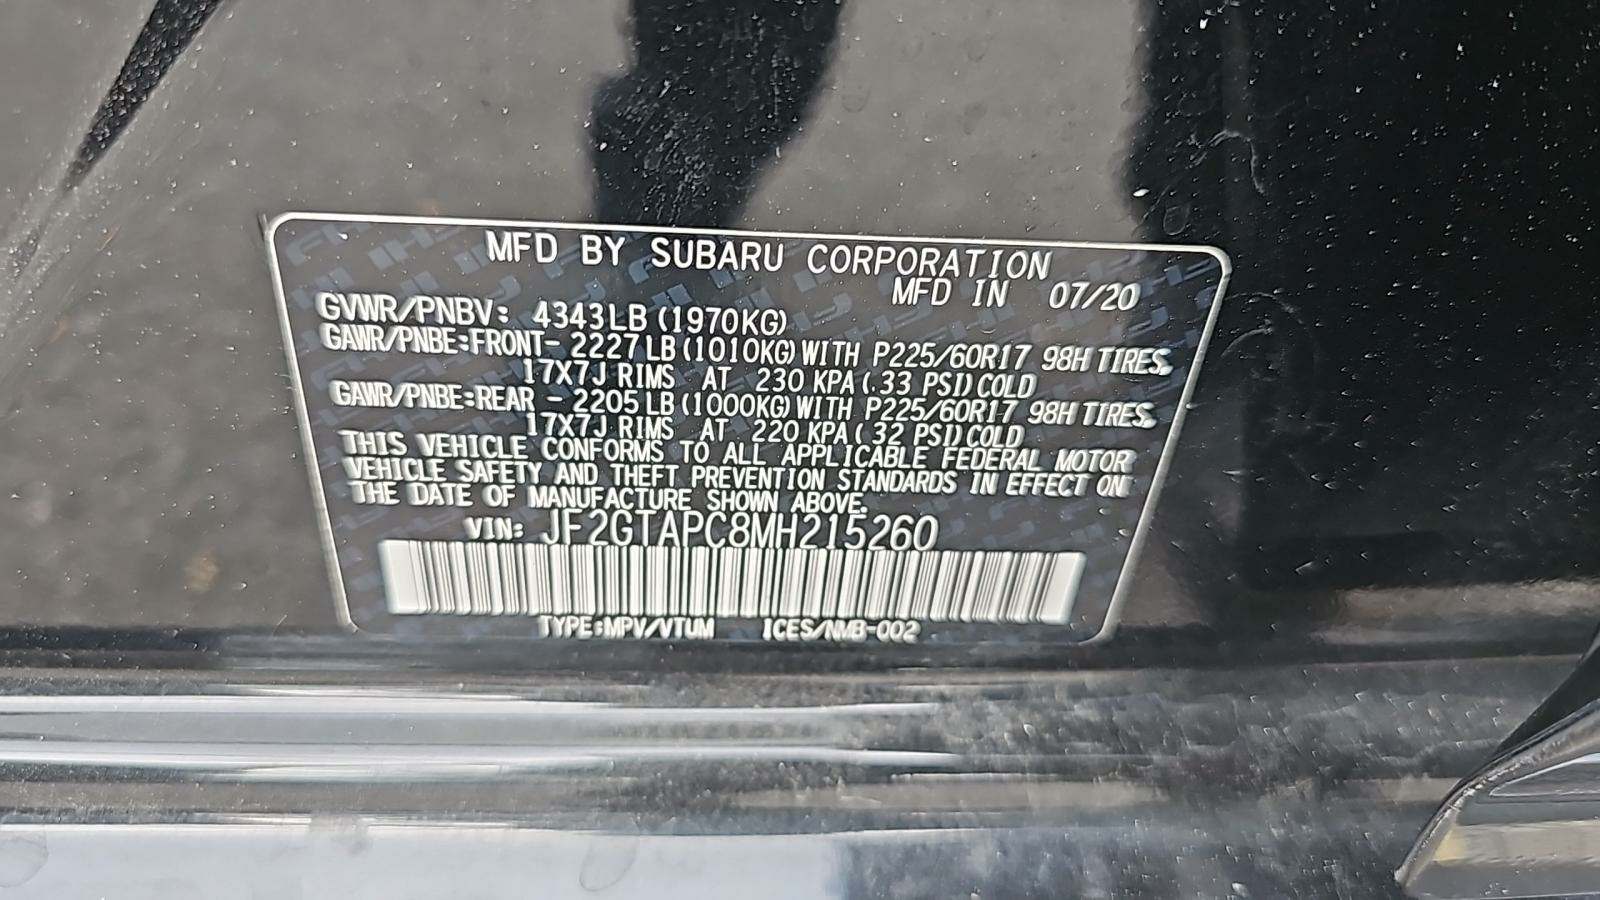 MFD BY SUBARU CORPORATION
MFD IN 07/20
GVWR/PNBV: 4343LB (1970KG)
GAWR/PNBE:FRONT- 2227LB (1010KG) WITH P225/60R17 98H TIRES.
17X7J RIMS AT 230 KPA (.33 PSI) COLD
GAWR/PNBE:REAR - 2205LB (1000KG) WITH P225/60R17 98H TIRES.
17X7J RIMS AT 220 KPA ( 32 PSI) COLD
THIS VEHICLE CONFORMS TO ALL APPLICABLE FEDERAL MOTOR
VEHICLE SAFETY AND THEFT PREVENTION STANDARDS IN EFFECT ON
THE DATE OF MANUFACTURE SHOWN ABOVE.
VIN: JF2GTAPC8MH215260
TYPE:MPV/VTUM ICES/NMB-002